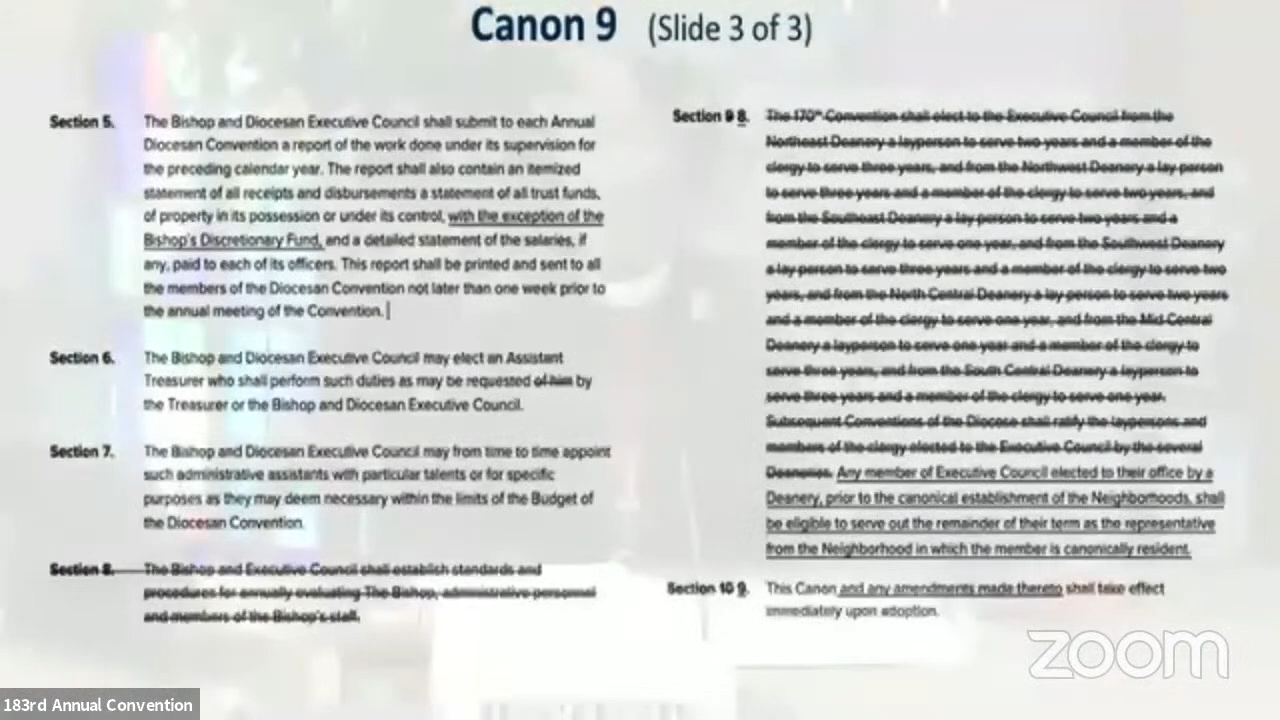 Canon 9 (Slide 3 of 3)
Section 5. The Bishop and Diocesan Executive Council shall submit to each Annual
Diocesan Convention a report of the work done under its supervision for
the preceding calendar year. The report shall also contain an itemized
statement of all receipts and disbursements a statement of all trust funds,
of property in its possession or under its control, with the exception of the
Bishop's Discretionary Fund, and a detailed statement of the salaries, if
any, paid to each of its officers. This report shall be printed and sent to all
the members of the Diocesan Convention not later than one week prior to
the annual meeting of the Convention.
Section 6. The Bishop and Diocesan Executive Council may elect an Assistant
Treasurer who shall perform such duties as may be requested of him by
the Treasurer or the Bishop and Diocesan Executive Council.
Section 7. The Bishop and Diocesan Executive Council may from time to time appoint
such administrative assistants with particular talents or for specific
purposes as they may deem necessary within the limits of the Budget of
the Diocesan Convention.
Section 8. The Bishop and Executive Council shall establish standards and
procedures for annually evaluating The Bishop, administrative personnel
and members of the Bishop's staff.
Section 9 8. The 170th Convention shall elect to the Executive Council from the
Northeast Deanery a layperson to serve two years and a member of the
clergy to serve three years, and from the Northwest Deanery a lay person
to serve three years and a member of the clergy to serve two years, and
from the Southeast Deanery a lay person to serve two years and a
member of the clergy to serve one year, and from the Southwest Deanery
a lay person to serve three years and a member of the clergy to serve two
years, and from the North Central Deanery a lay person to serve two years
and a member of the clergy to serve one year, and from the Mid Central
Deanery a layperson to serve one year and a member of the clergy to
serve three years, and from the South Central Deanery a layperson to
serve three years and a member of the clergy to serve one year.
Subsequent Conventions of the Diocese shall ratify the laypersons and
members of the clergy elected to the Executive Council by the several
Deaneries. Any member of Executive Council elected to their office by a
Deanery, prior to the canonical establishment of the Neighborhoods, shall
be eligible to serve out the remainder of their term as the representative
from the Neighborhood in which the member is canonically resident.
Section 10 9. This Canon and any amendments made thereto shall take effect
immediately upon adoption.
zoom
183rd Annual Convention